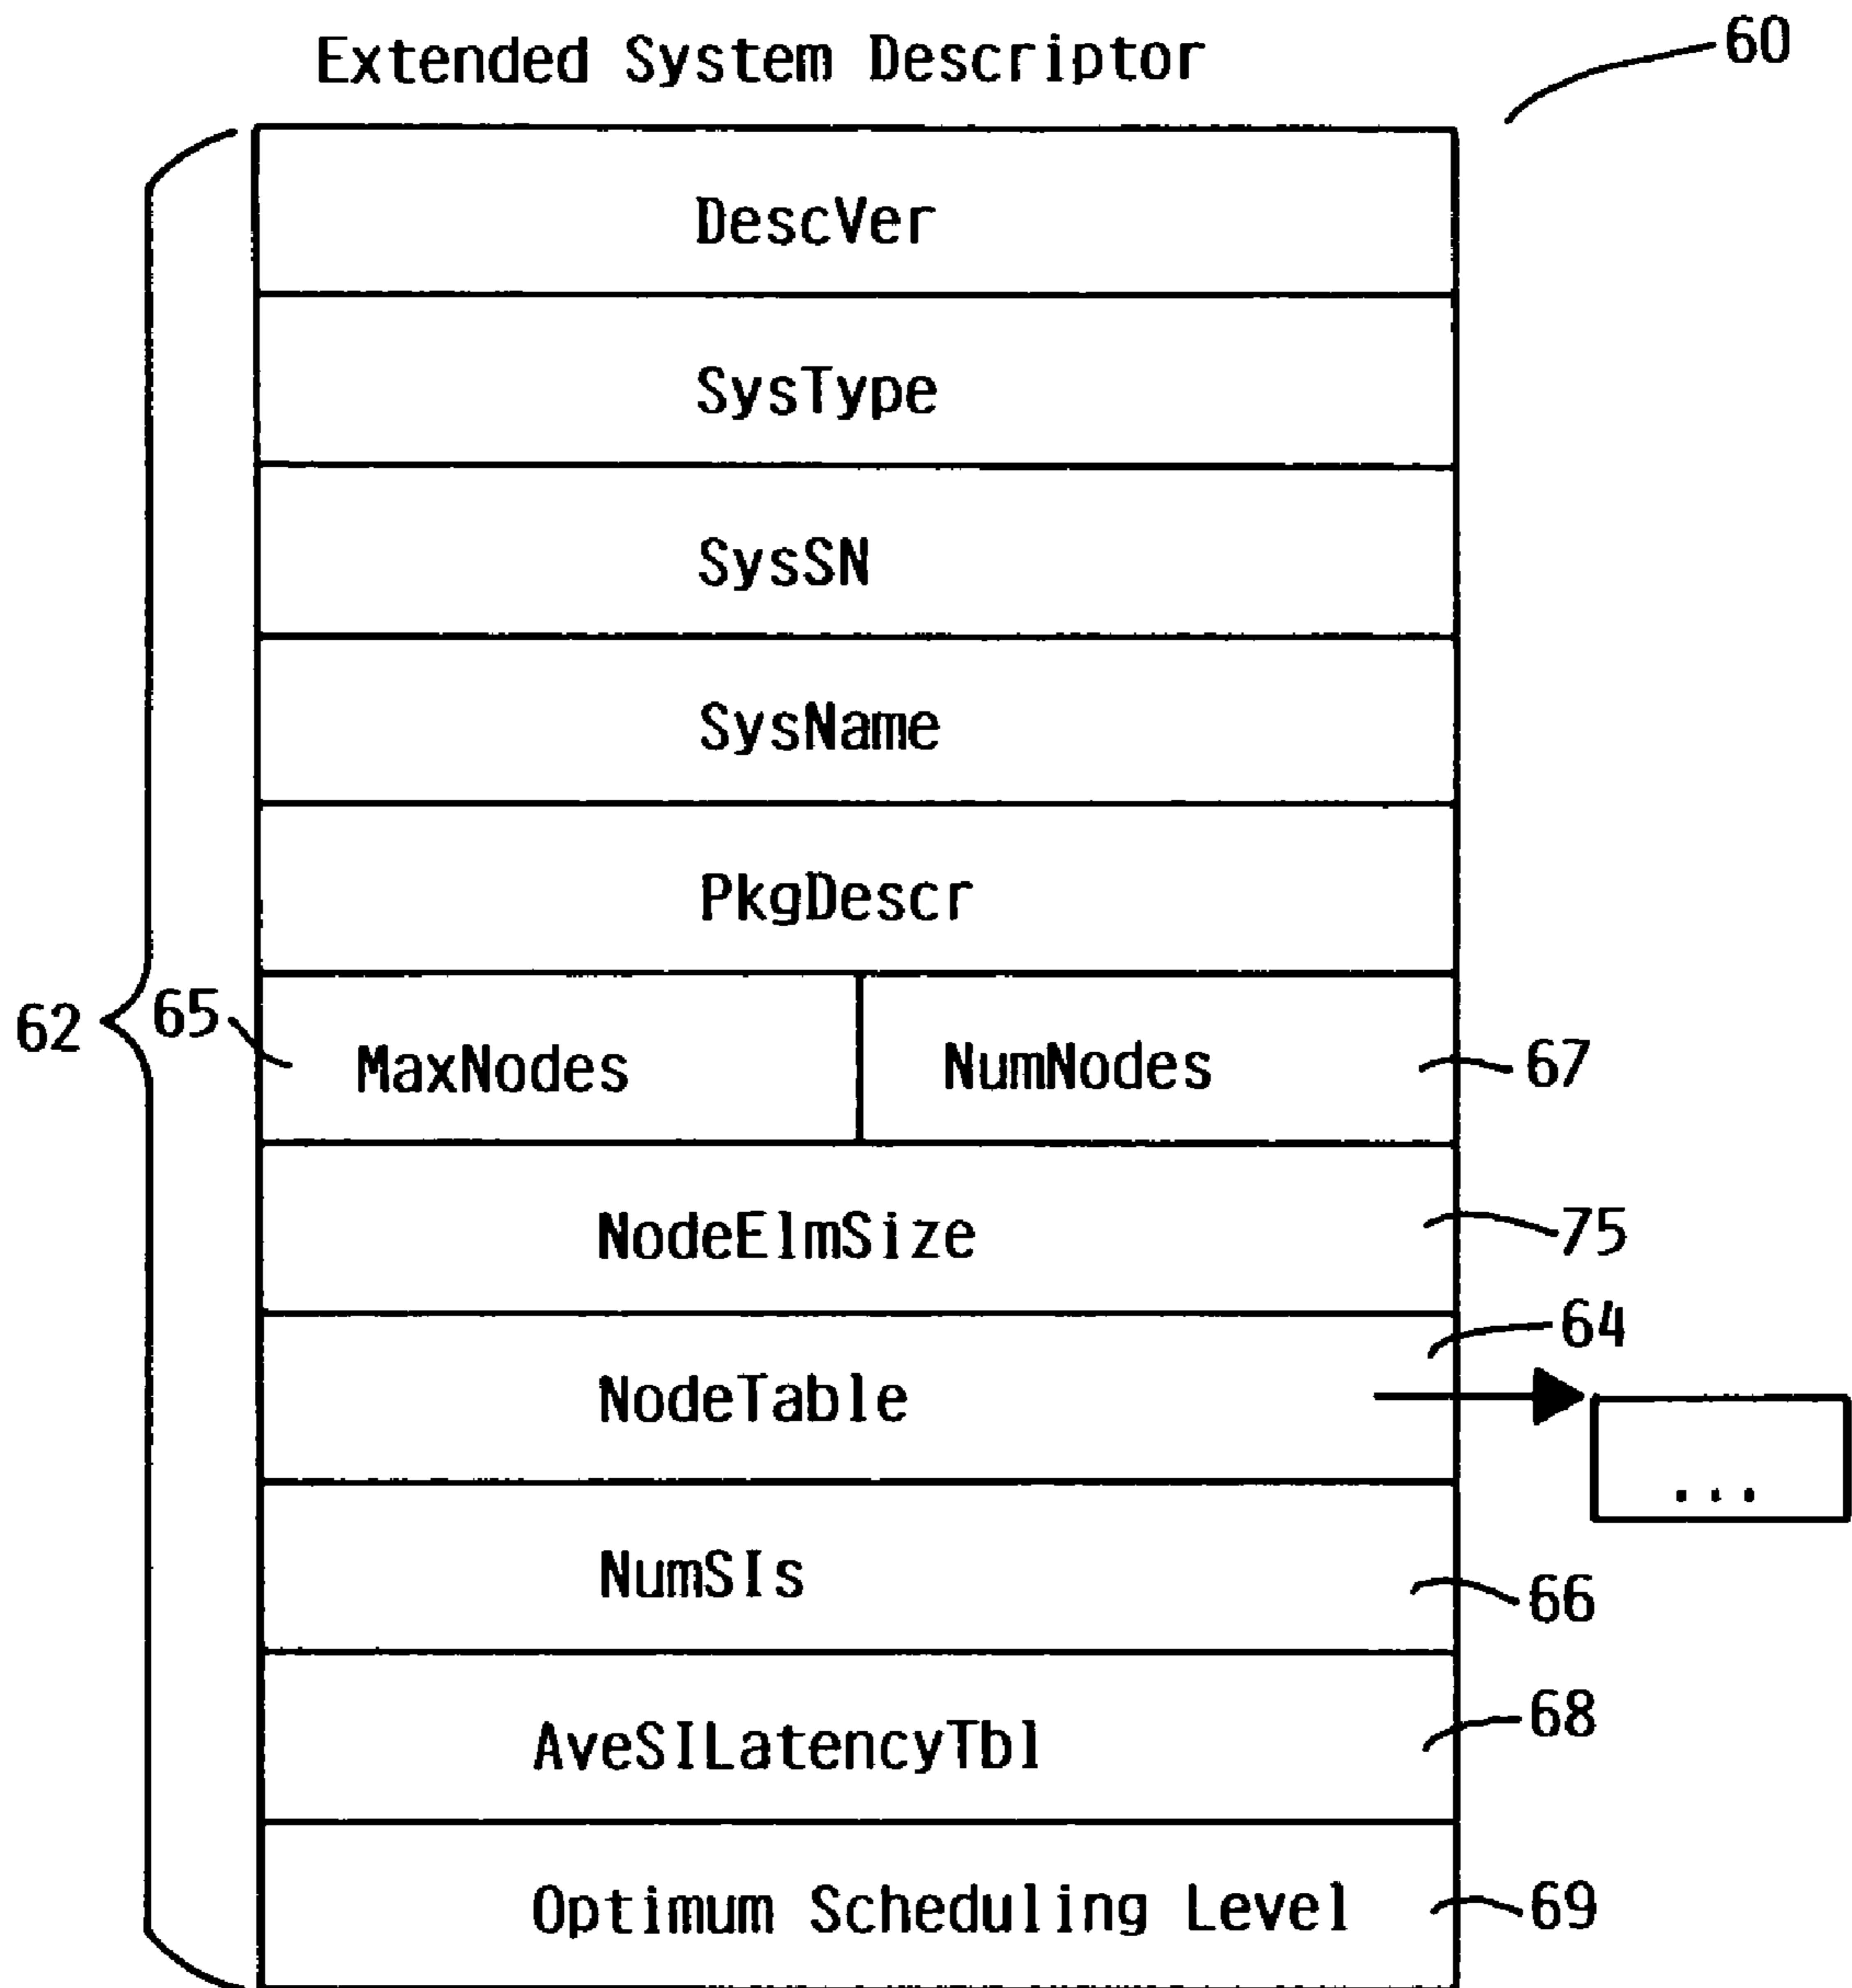 Extended System Descriptor
60
DescVer
SysType
SysSN
SysName
PkgDescr
62
65
MaxNodes
NumNodes
67
NodeElmSize
75
64
NodeTable
...
NumSIs
66
AveSILatencyTbl
68
Optimum Scheduling Level
69